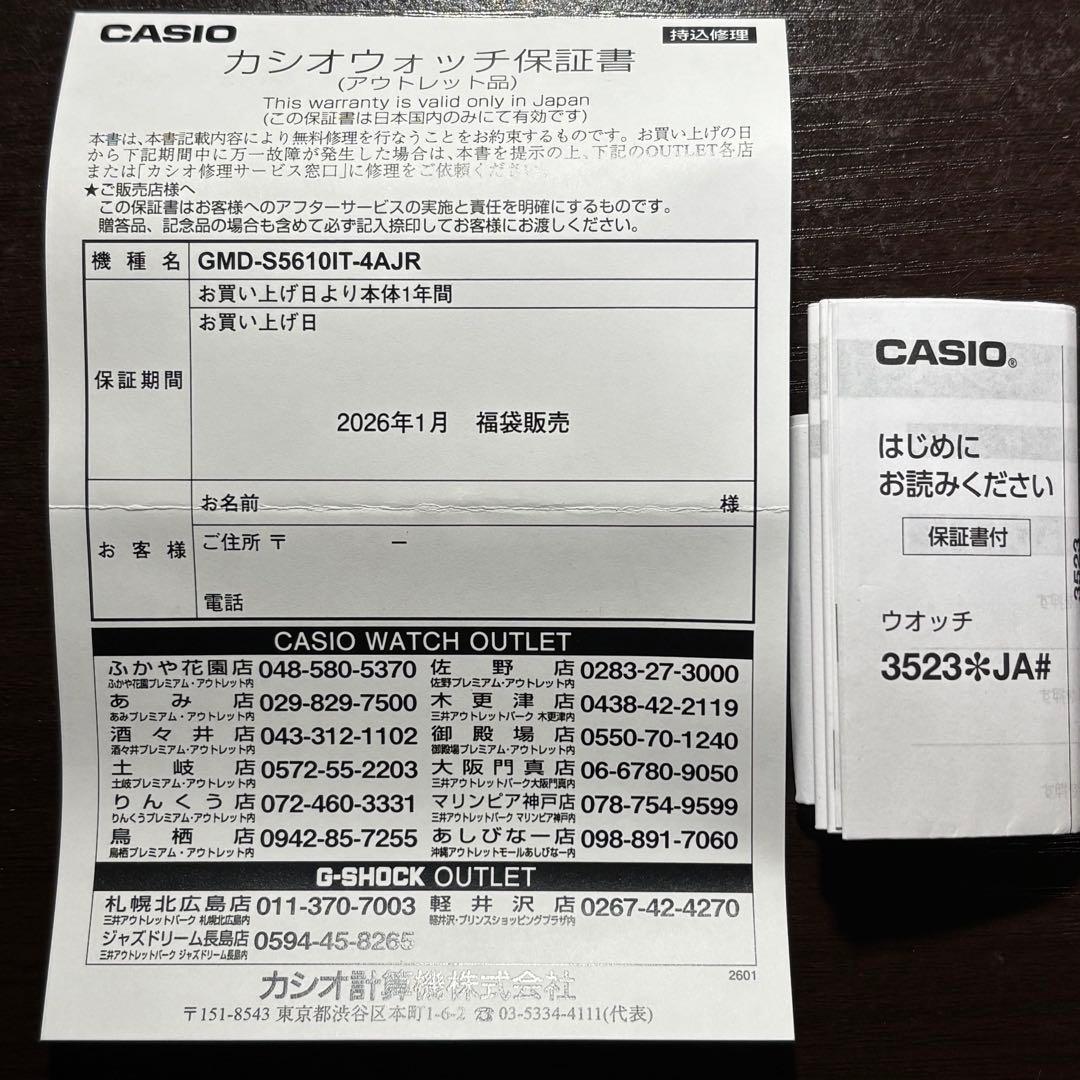 CASIO
持込修理
カシオウォッチ保証書
(アウトレット品)
This warranty is valid only in Japan
(この保証書は日本国内のみにて有効です)
本書は、本書記載内容により無料修理を行なうことをお約束するものです。お買い上げの日
から下記期間中に万一故障が発生した場合は、本書を提示の上、下記のOUTLET各店
または「カシオ修理サービス窓口」に修理をご依頼ください。
★ご販売店様へ
この保証書はお客様へのアフターサービスの実施と責任を明確にするものです。
贈答品、記念品の場合も含めて必ず記入捺印してお客様にお渡しください。
機種名 GMD-S5610IT-4AJR
保証期間
お買い上げ日より本体1年間
お買い上げ日
2026年1月 福袋販売
お客様
お名前 様
ご住所 〒 －
電話
CASIO WATCH OUTLET
ふかや花園店 048-580-5370 佐野店 0283-27-3000
ふかや花園プレミアム・アウトレット内 佐野プレミアム・アウトレット内
あみ店 029-829-7500 木更津店 0438-42-2119
あみプレミアム・アウトレット内 三井アウトレットパーク 木更津内
酒々井店 043-312-1102 御殿場店 0550-70-1240
酒々井プレミアム・アウトレット内 御殿場プレミアム・アウトレット内
土岐店 0572-55-2203 大阪門真店 06-6780-9050
土岐プレミアム・アウトレット内 三井アウトレットパーク大阪門真内
りんくう店 072-460-3331 マリンピア神戸店 078-754-9599
りんくうプレミアム・アウトレット内 三井アウトレットパーク マリンピア神戸内
鳥栖店 0942-85-7255 あしびなー店 098-891-7060
鳥栖プレミアム・アウトレット内 沖縄アウトレットモールあしびなー内
G-SHOCK OUTLET
札幌北広島店 011-370-7003 軽井沢店 0267-42-4270
三井アウトレットパーク 札幌北広島内 軽井沢・プリンスショッピングプラザ内
ジャズドリーム長島店 0594-45-8265
三井アウトレットパーク ジャズドリーム長島内
カシオ計算機株式会社
2601
〒151-8543 東京都渋谷区本町1-6-2 ☎ 03-5334-4111(代表)
CASIO®
はじめに
お読みください
保証書付
ウオッチ
3523✻JA#
3523